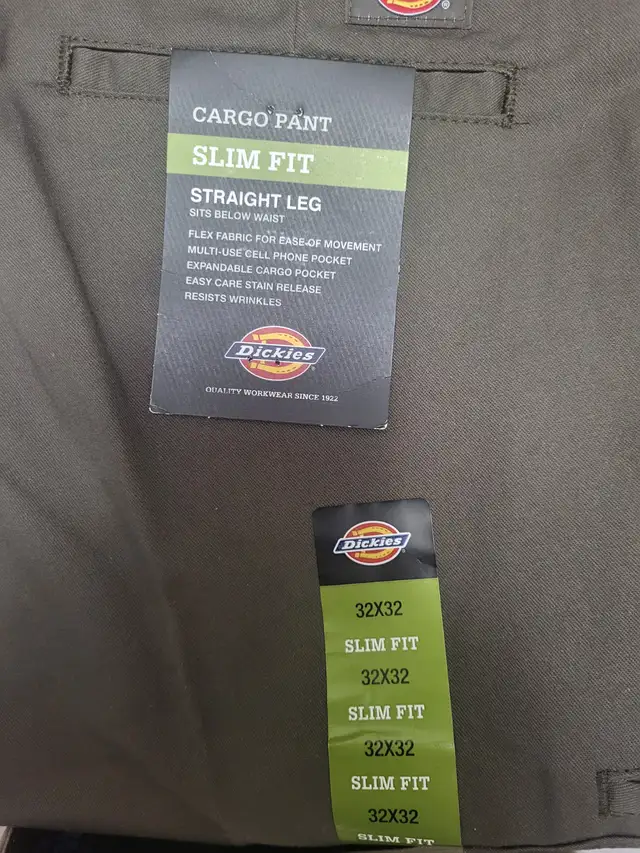 ®
CARGO PANT
SLIM FIT
STRAIGHT LEG
SITS BELOW WAIST
FLEX FABRIC FOR EASE OF MOVEMENT
MULTI-USE CELL PHONE POCKET
EXPANDABLE CARGO POCKET
EASY CARE STAIN RELEASE
RESISTS WRINKLES
Dickies®
QUALITY WORKWEAR SINCE 1922
Dickies®
32X32
SLIM FIT
32X32
SLIM FIT
32X32
SLIM FIT
32X32
SLIM FIT